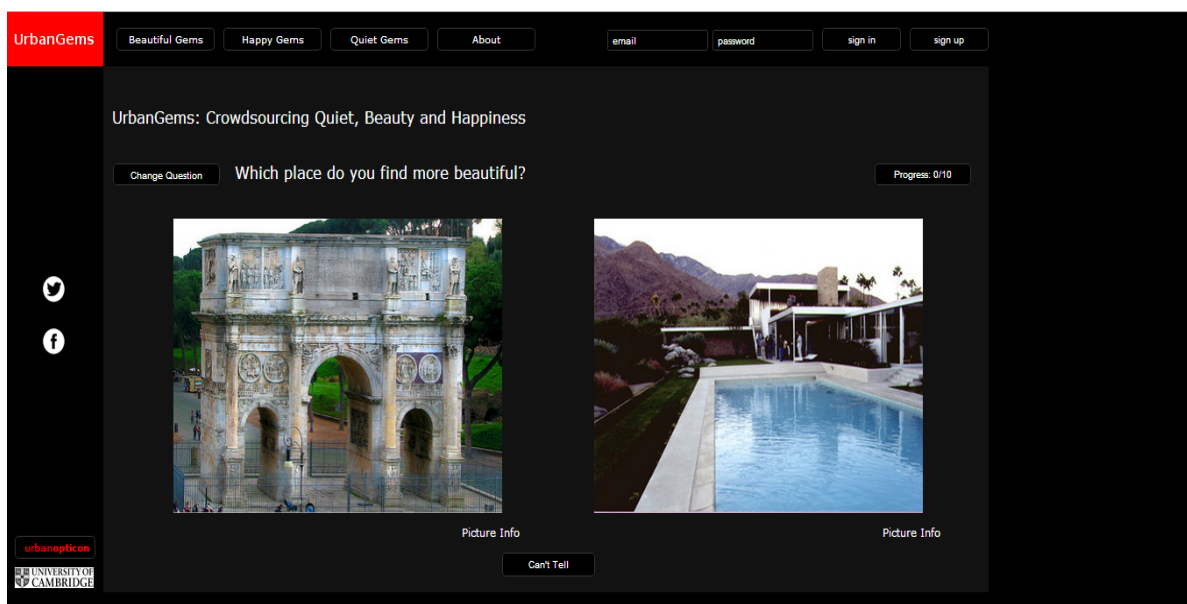 UrbanGems
Beautiful Gems
Happy Gems
Quiet Gems
About
email
password
sign in
sign up
UrbanGems: Crowdsourcing Quiet, Beauty and Happiness
Change Question
Which place do you find more beautiful?
Progress: 0/10
Picture Info
Picture Info
Can't Tell
urbanopticon
UNIVERSITY OF
CAMBRIDGE